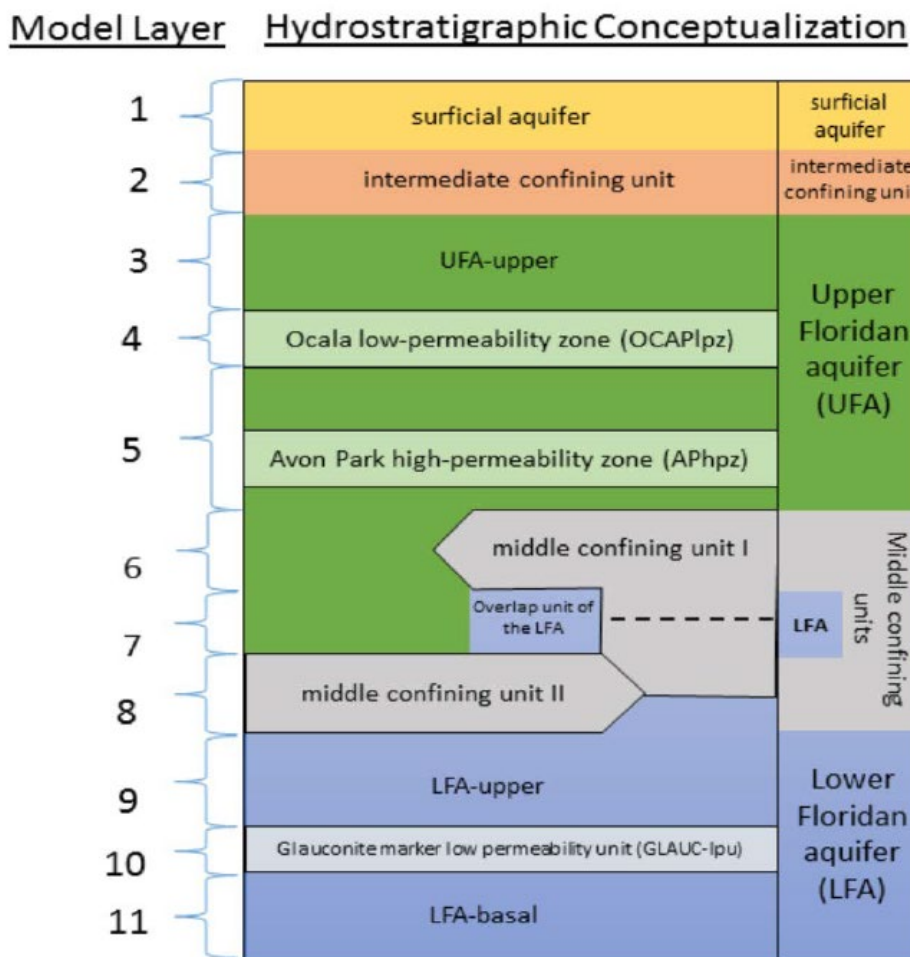 Model Layer
Hydrostratigraphic Conceptualization
1
surficial aquifer
surficial
aquifer
2
intermediate confining unit
intermediate
confining uni
3
UFA-upper
4
Ocala low-permeability zone (OCAPlpz)
Upper
Floridan
aquifer
(UFA)
5
Avon Park high-permeability zone (APhpz)
6
middle confining unit I
Middle confining
units
7
Overlap unit of
the LFA
LFA
8
middle confining unit II
9
LFA-upper
Lower
Floridan
aquifer
(LFA)
10
Glauconite marker low permeability unit (GLAUC-lpu)
11
LFA-basal